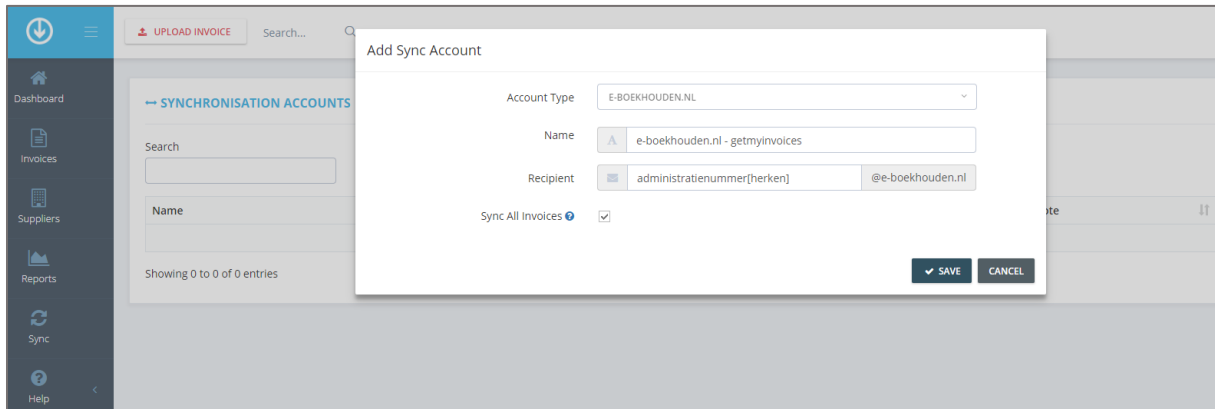 UPLOAD INVOICE
Search...
Dashboard
Invoices
Suppliers
Reports
Sync
Help
SYNCHRONISATION ACCOUNTS
Search
Name
Showing 0 to 0 of 0 entries
Add Sync Account
Account Type E-BOEKHOUDEN.NL
Name e-boekhouden.nl - getmyinvoices
Recipient administratienummer[herken] @e-boekhouden.nl
Sync All Invoices
SAVE CANCEL